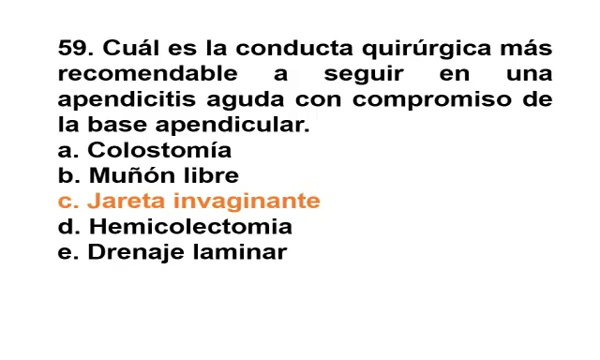 59. Cuál es la conducta quirúrgica más
recomendable a seguir en una
apendicitis aguda con compromiso de
la base apendicular.
a. Colostomía
b. Muñón libre
c. Jareta invaginante
d. Hemicolectomia
e. Drenaje laminar